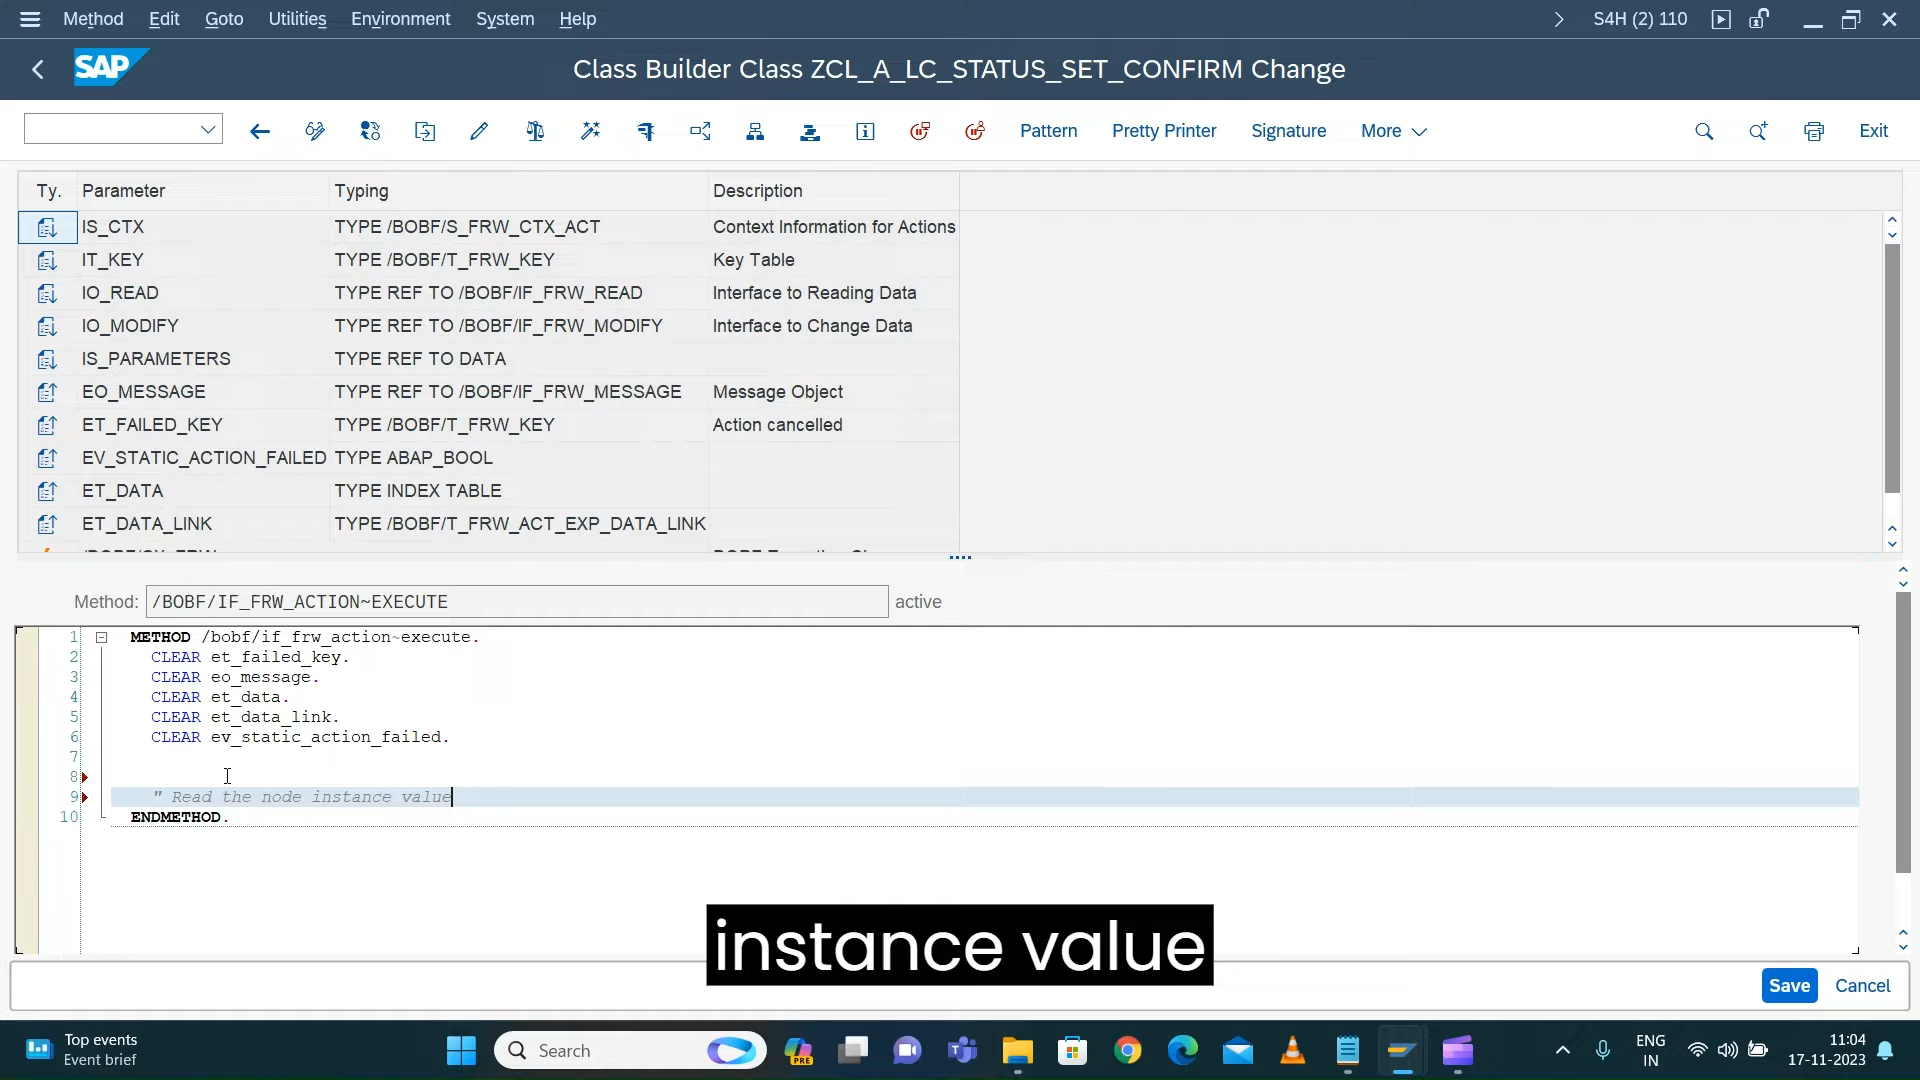 Method Edit Goto Utilities Environment System Help S4H (2) 110
SAP Class Builder Class ZCL_A_LC_STATUS_SET_CONFIRM Change
Pattern Pretty Printer Signature More Exit
Ty. Parameter Typing Description
IS_CTX TYPE /BOBF/S_FRW_CTX_ACT Context Information for Actions
IT_KEY TYPE /BOBF/T_FRW_KEY Key Table
IO_READ TYPE REF TO /BOBF/IF_FRW_READ Interface to Reading Data
IO_MODIFY TYPE REF TO /BOBF/IF_FRW_MODIFY Interface to Change Data
IS_PARAMETERS TYPE REF TO DATA
EO_MESSAGE TYPE REF TO /BOBF/IF_FRW_MESSAGE Message Object
ET_FAILED_KEY TYPE /BOBF/T_FRW_KEY Action cancelled
EV_STATIC_ACTION_FAILED TYPE ABAP_BOOL
ET_DATA TYPE INDEX TABLE
ET_DATA_LINK TYPE /BOBF/T_FRW_ACT_EXP_DATA_LINK
Method: /BOBF/IF_FRW_ACTION~EXECUTE active
1 METHOD /bobf/if_frw_action~execute.
2 CLEAR et_failed_key.
3 CLEAR eo_message.
4 CLEAR et_data.
5 CLEAR et_data_link.
6 CLEAR ev_static_action_failed.
7
8
9 " Read the node instance value
10 ENDMETHOD.
instance value
Save Cancel
Top events
Event brief
Search
PRE
ENG
IN
11:04
17-11-2023